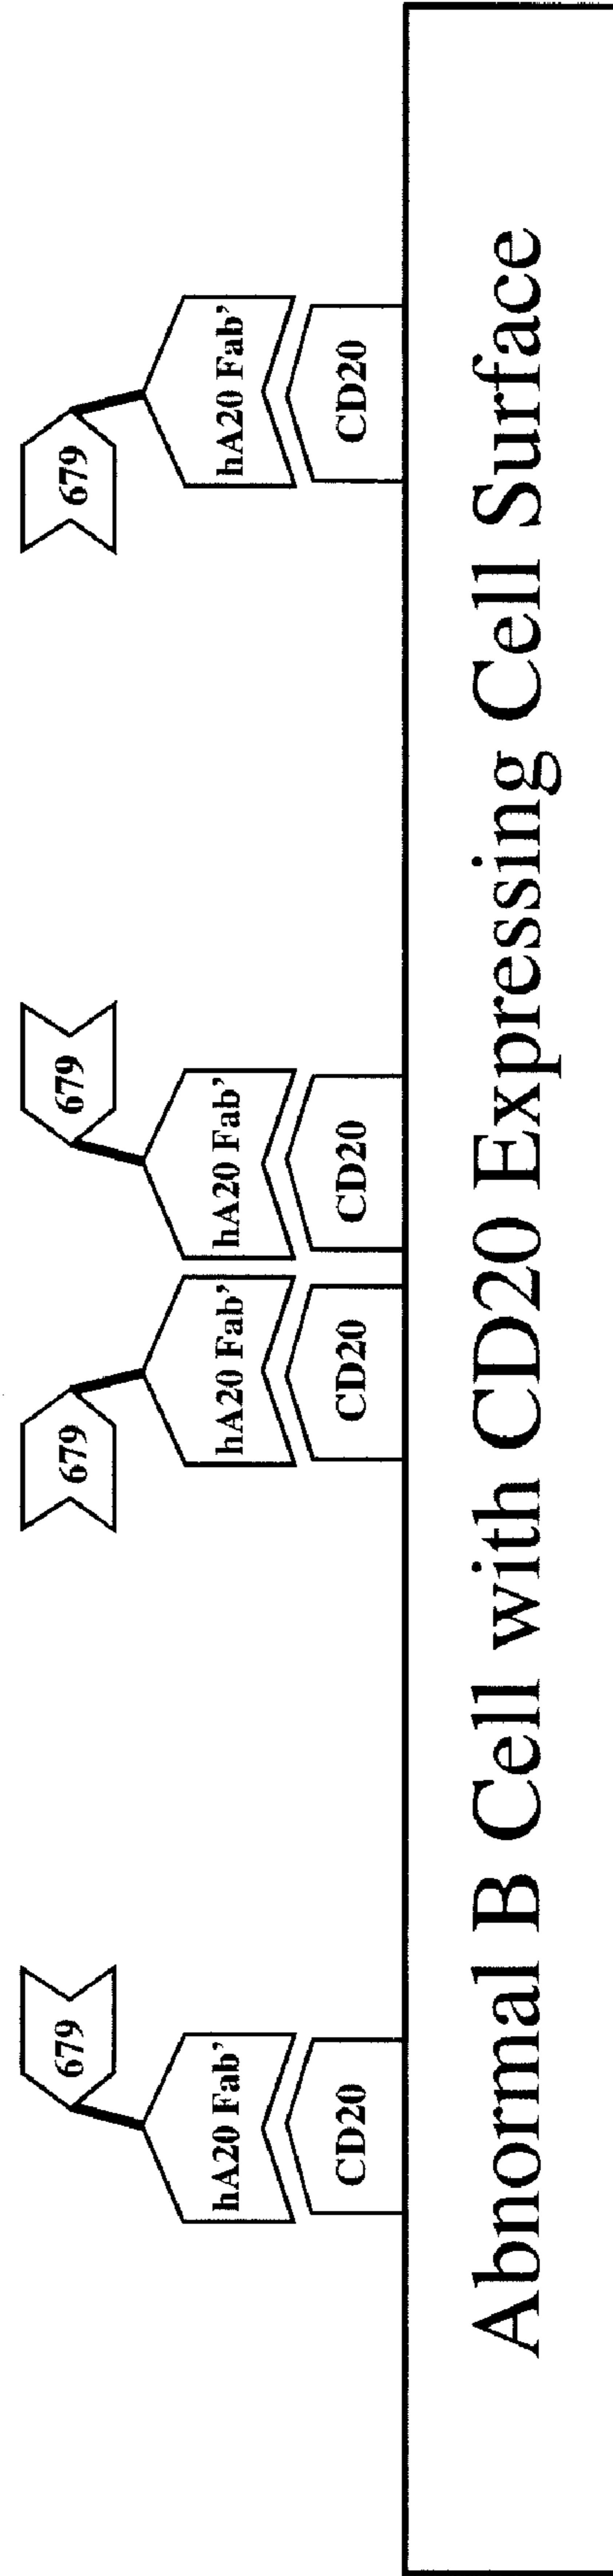 679 679 679 679
hA20 Fab’ hA20 Fab’ hA20 Fab’ hA20 Fab’
CD20 CD20 CD20 CD20
Abnormal B Cell with CD20 Expressing Cell Surface